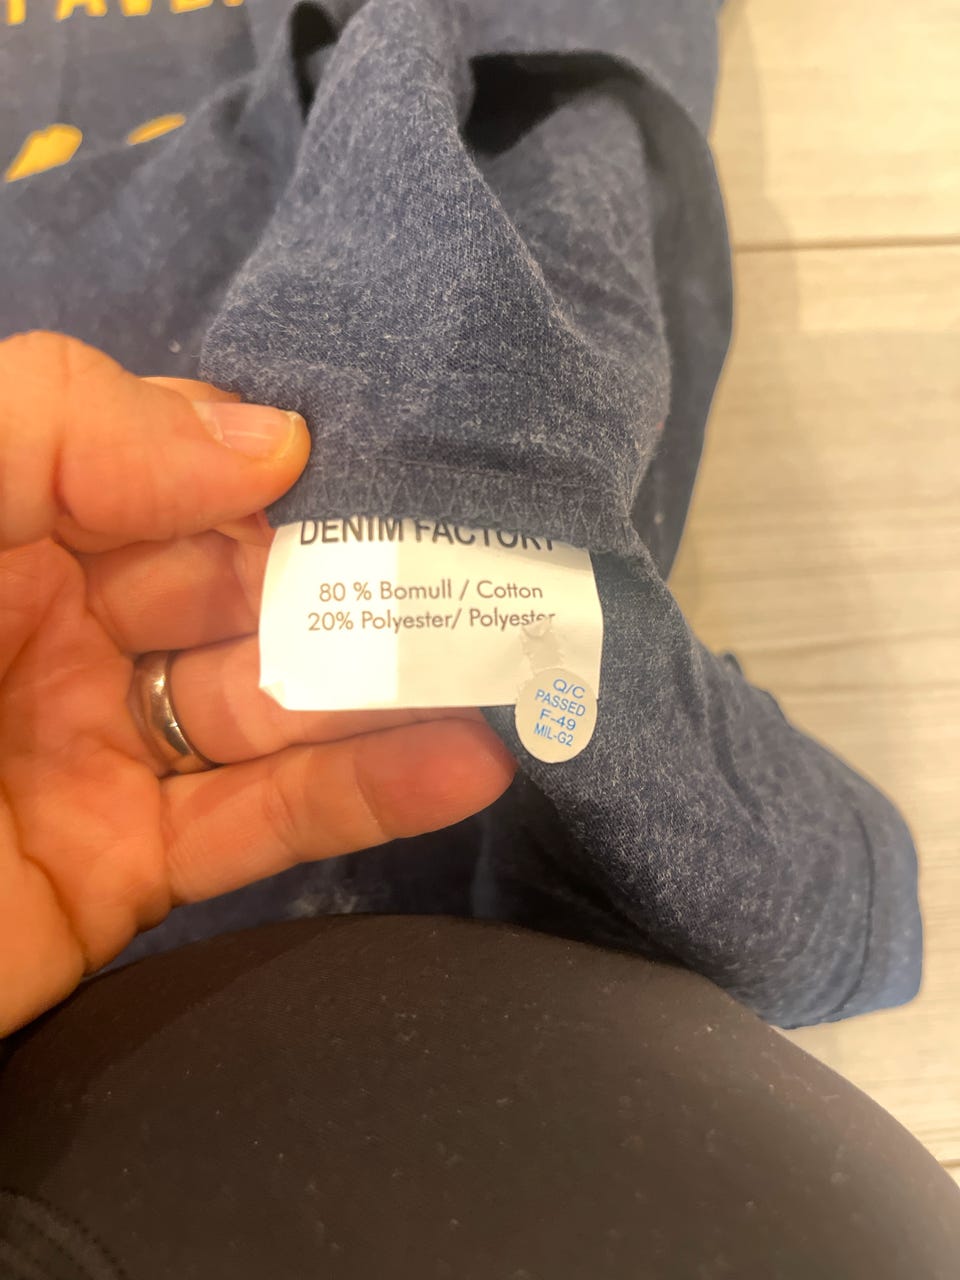 DENIM FACTORY
80 % Bomull / Cotton
20% Polyester/ Polyester
Q/C
PASSED
F-49
MIL-G2